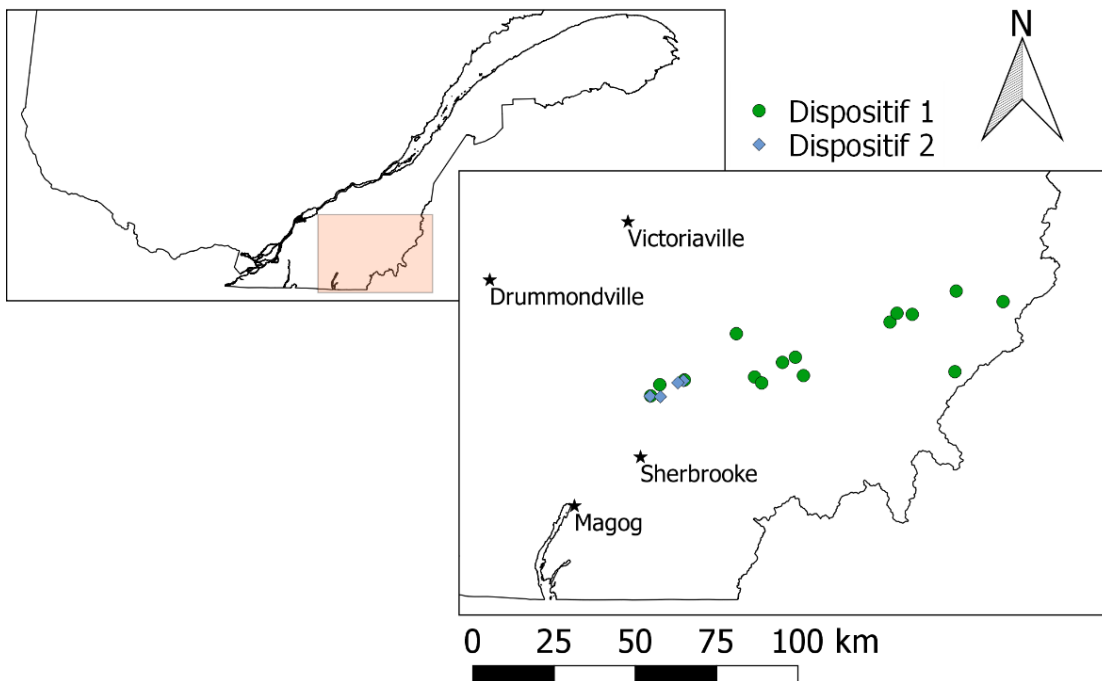 N
Dispositif 1
Dispositif 2
Victoriaville
Drummondville
Sherbrooke
Magog
0 25 50 75 100 km